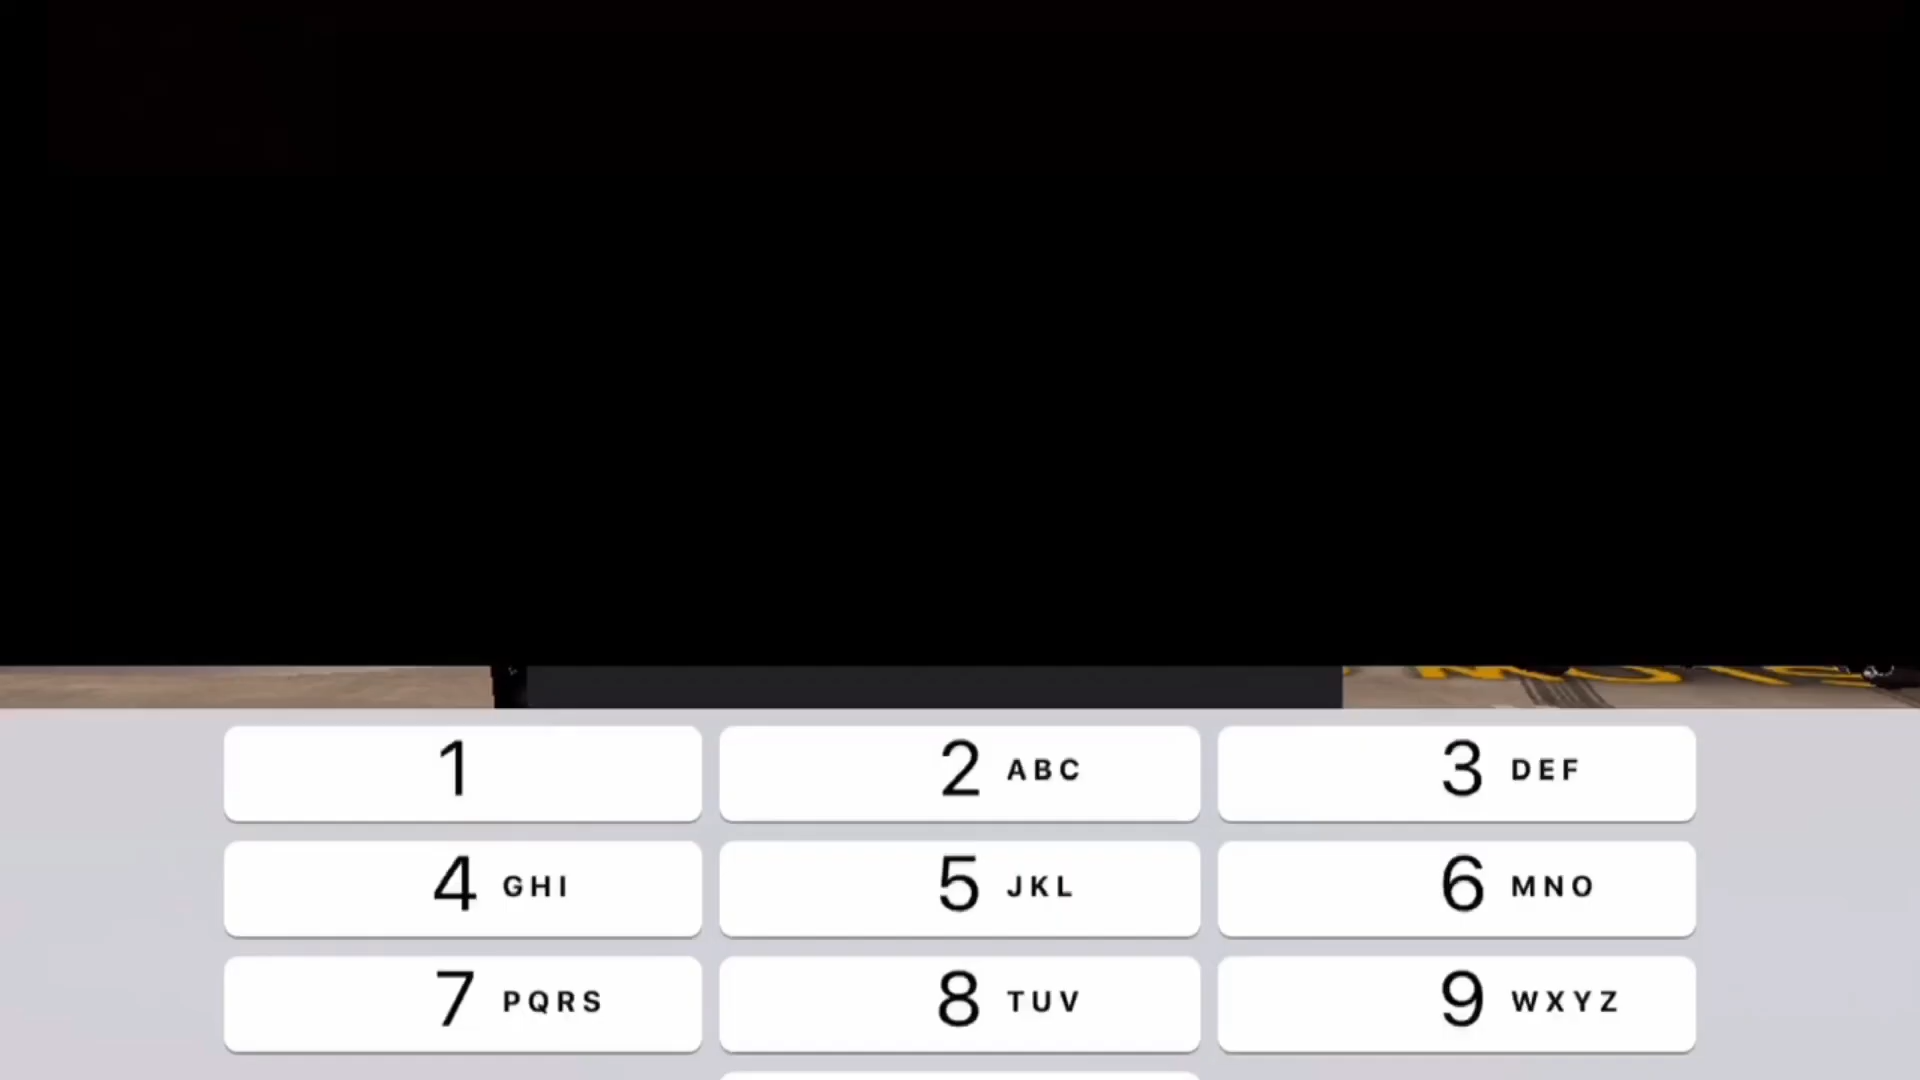 1
2 ABC
3 DEF
4 GHI
5 JKL
6 MNO
7 PQRS
8 TUV
9 WXYZ